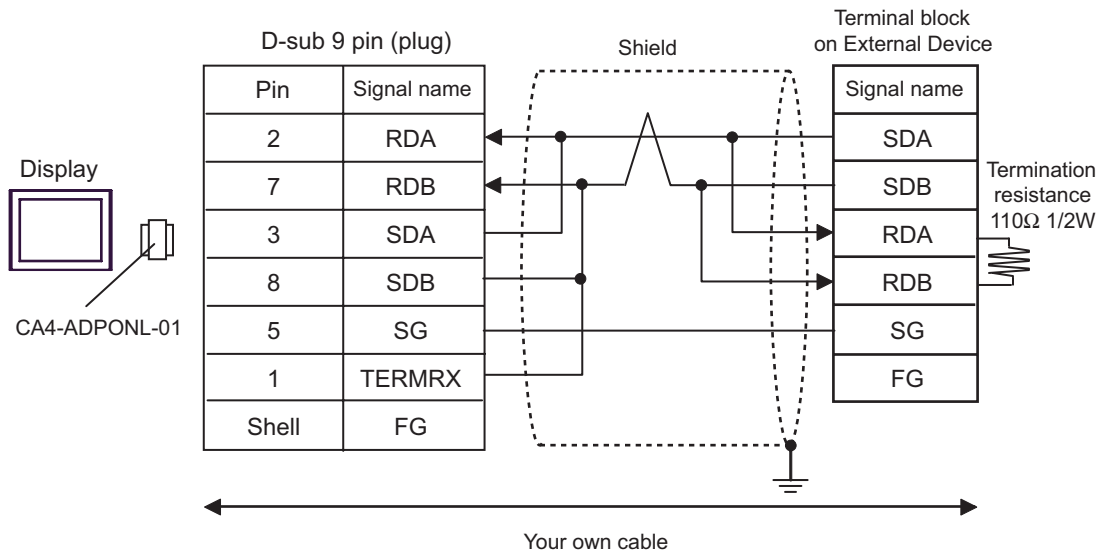 Terminal block
on External Device
D-sub 9 pin (plug)
Shield
Pin Signal name
Signal name
2 RDA
SDA
7 RDB
SDB
3 SDA
RDA
8 SDB
RDB
5 SG
SG
1 TERMRX
FG
Shell FG
Display
CA4-ADPONL-01
Termination
resistance
110Ω 1/2W
Your own cable